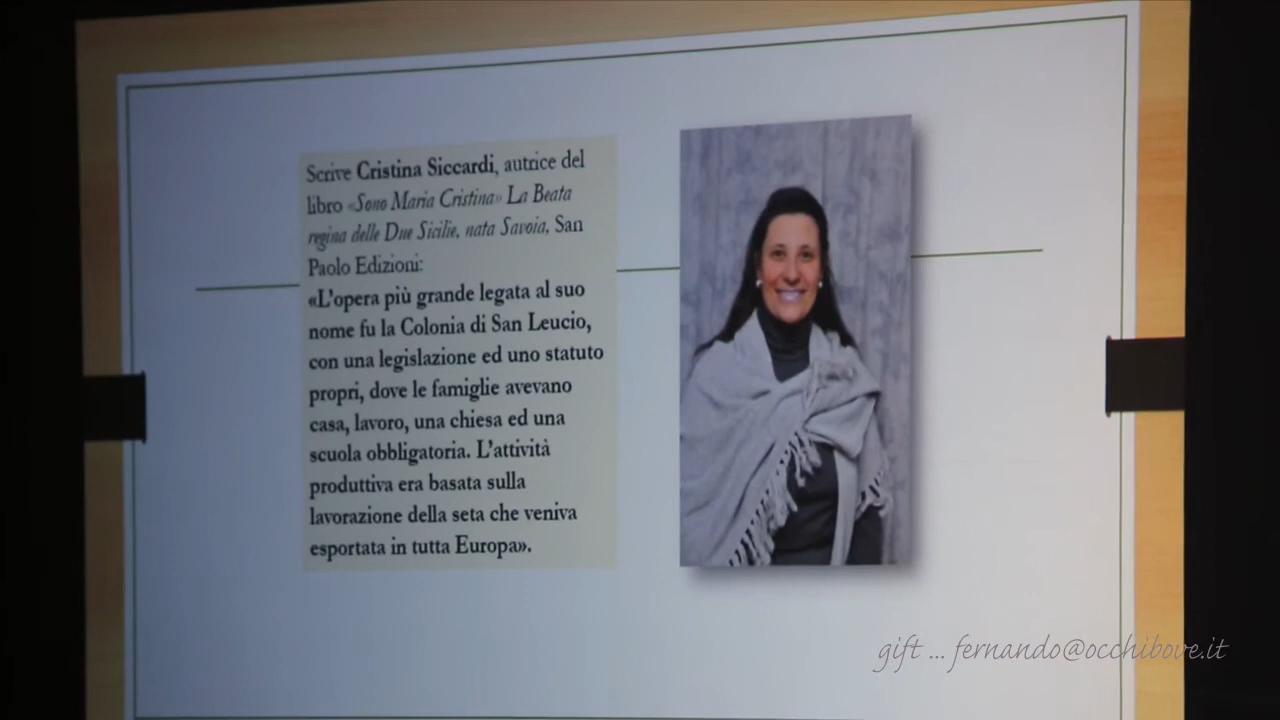 Scrive Cristina Siccardi, autrice del
libro «Sono Maria Cristina» La Beata
regina delle Due Sicilie, nata Savoia, San
Paolo Edizioni:
«L'opera più grande legata al suo
nome fu la Colonia di San Leucio,
con una legislazione ed uno statuto
propri, dove le famiglie avevano
casa, lavoro, una chiesa ed una
scuola obbligatoria. L'attività
produttiva era basata sulla
lavorazione della seta che veniva
esportata in tutta Europa».
gift ... fernando@occhibove.it